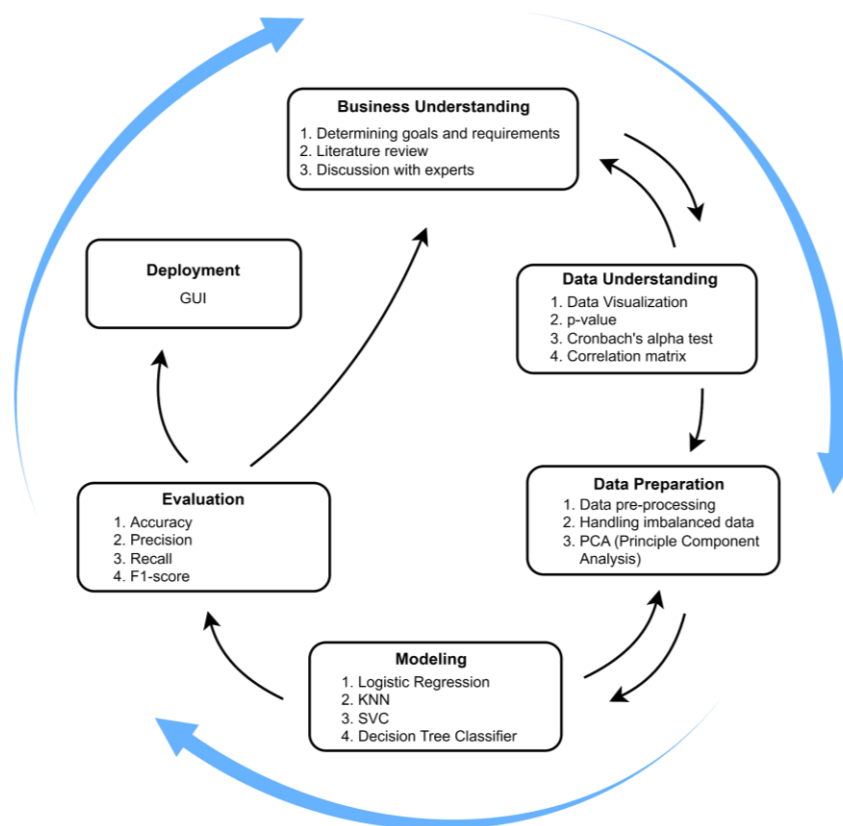 Business Understanding
1. Determining goals and requirements
2. Literature review
3. Discussion with experts
Deployment
GUI
Data Understanding
1. Data Visualization
2. p-value
3. Cronbach's alpha test
4. Correlation matrix
Evaluation
1. Accuracy
2. Precision
3. Recall
4. F1-score
Data Preparation
1. Data pre-processing
2. Handling imbalanced data
3. PCA (Principle Component
Analysis)
Modeling
1. Logistic Regression
2. KNN
3. SVC
4. Decision Tree Classifier